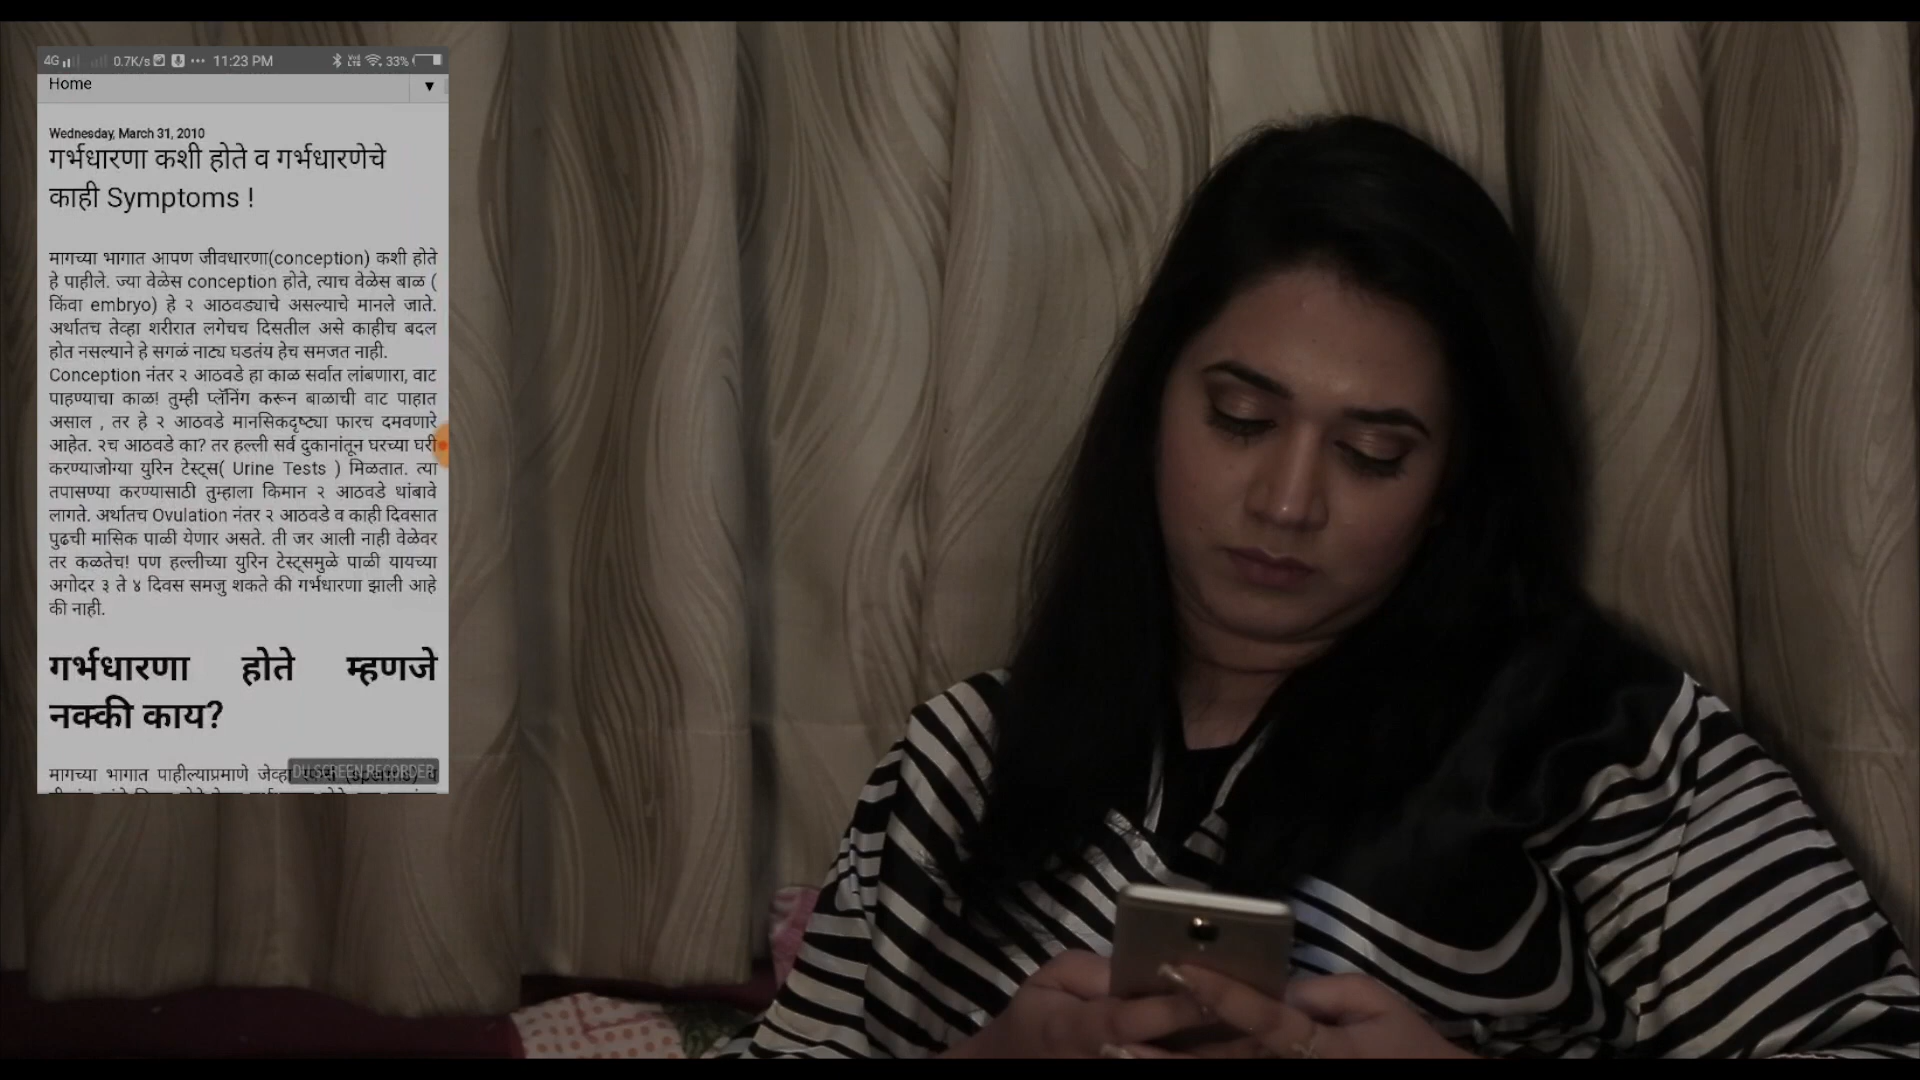 4G 0.7K/s ••• 11:23 PM 33%
Home
Wednesday, March 31, 2010
गर्भधारणा कशी होते व गर्भधारणेचे
काही Symptoms !
मागच्या भागात आपण जीवधारणा(conception) कशी होते
हे पाहीले. ज्या वेळेस conception होते, त्याच वेळेस बाळ (
किंवा embryo) हे २ आठवड्याचे असल्याचे मानले जाते.
अर्थातच तेव्हा शरीरात लगेचच दिसतील असे काहीच बदल
होत नसल्याने हे सगळं नाट्य घडतंय हेच समजत नाही.
Conception नंतर २ आठवडे हा काळ सर्वात लांबणारा, वाट
पाहण्याचा काळ! तुम्ही प्लॅनिंग करून बाळाची वाट पाहात
असाल , तर हे २ आठवडे मानसिकदृष्ट्या फारच दमवणारे
आहेत. २च आठवडे का? तर हल्ली सर्व दुकानांतून घरच्या घरी
करण्याजोग्या युरिन टेस्ट्स( Urine Tests ) मिळतात. त्या
तपासण्या करण्यासाठी तुम्हाला किमान २ आठवडे थांबावे
लागते. अर्थातच Ovulation नंतर २ आठवडे व काही दिवसात
पुढची मासिक पाळी येणार असते. ती जर आली नाही वेळेवर
तर कळतेच! पण हल्लीच्या युरिन टेस्ट्समुळे पाळी यायच्या
अगोदर ३ ते ४ दिवस समजु शकते की गर्भधारणा झाली आहे
की नाही.
गर्भधारणा होते म्हणजे
नक्की काय?
मागच्या भागात पाहील्याप्रमाणे जेव्हा (sperms)
DU SCREEN RECORDER